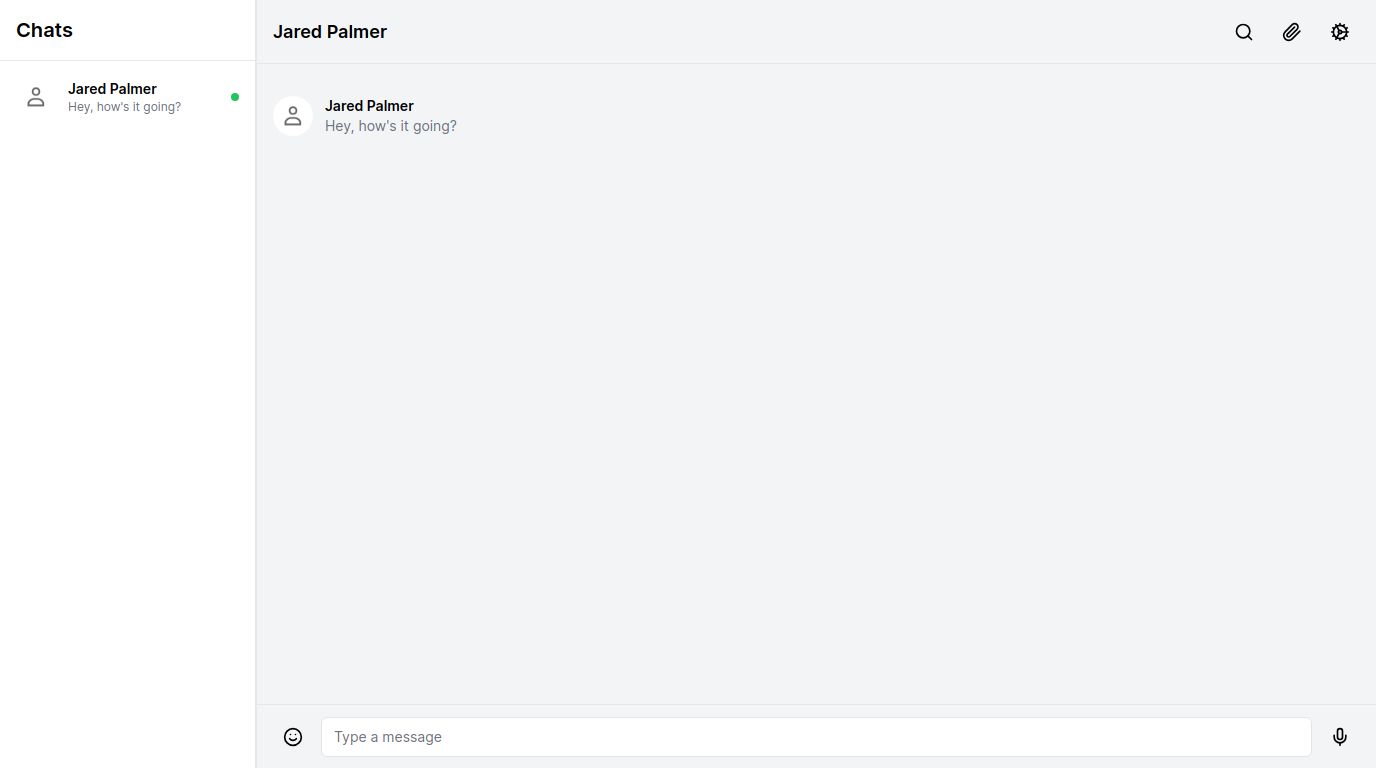 Chats
Jared Palmer
Hey, how's it going?
Jared Palmer
Jared Palmer
Hey, how's it going?
Type a message